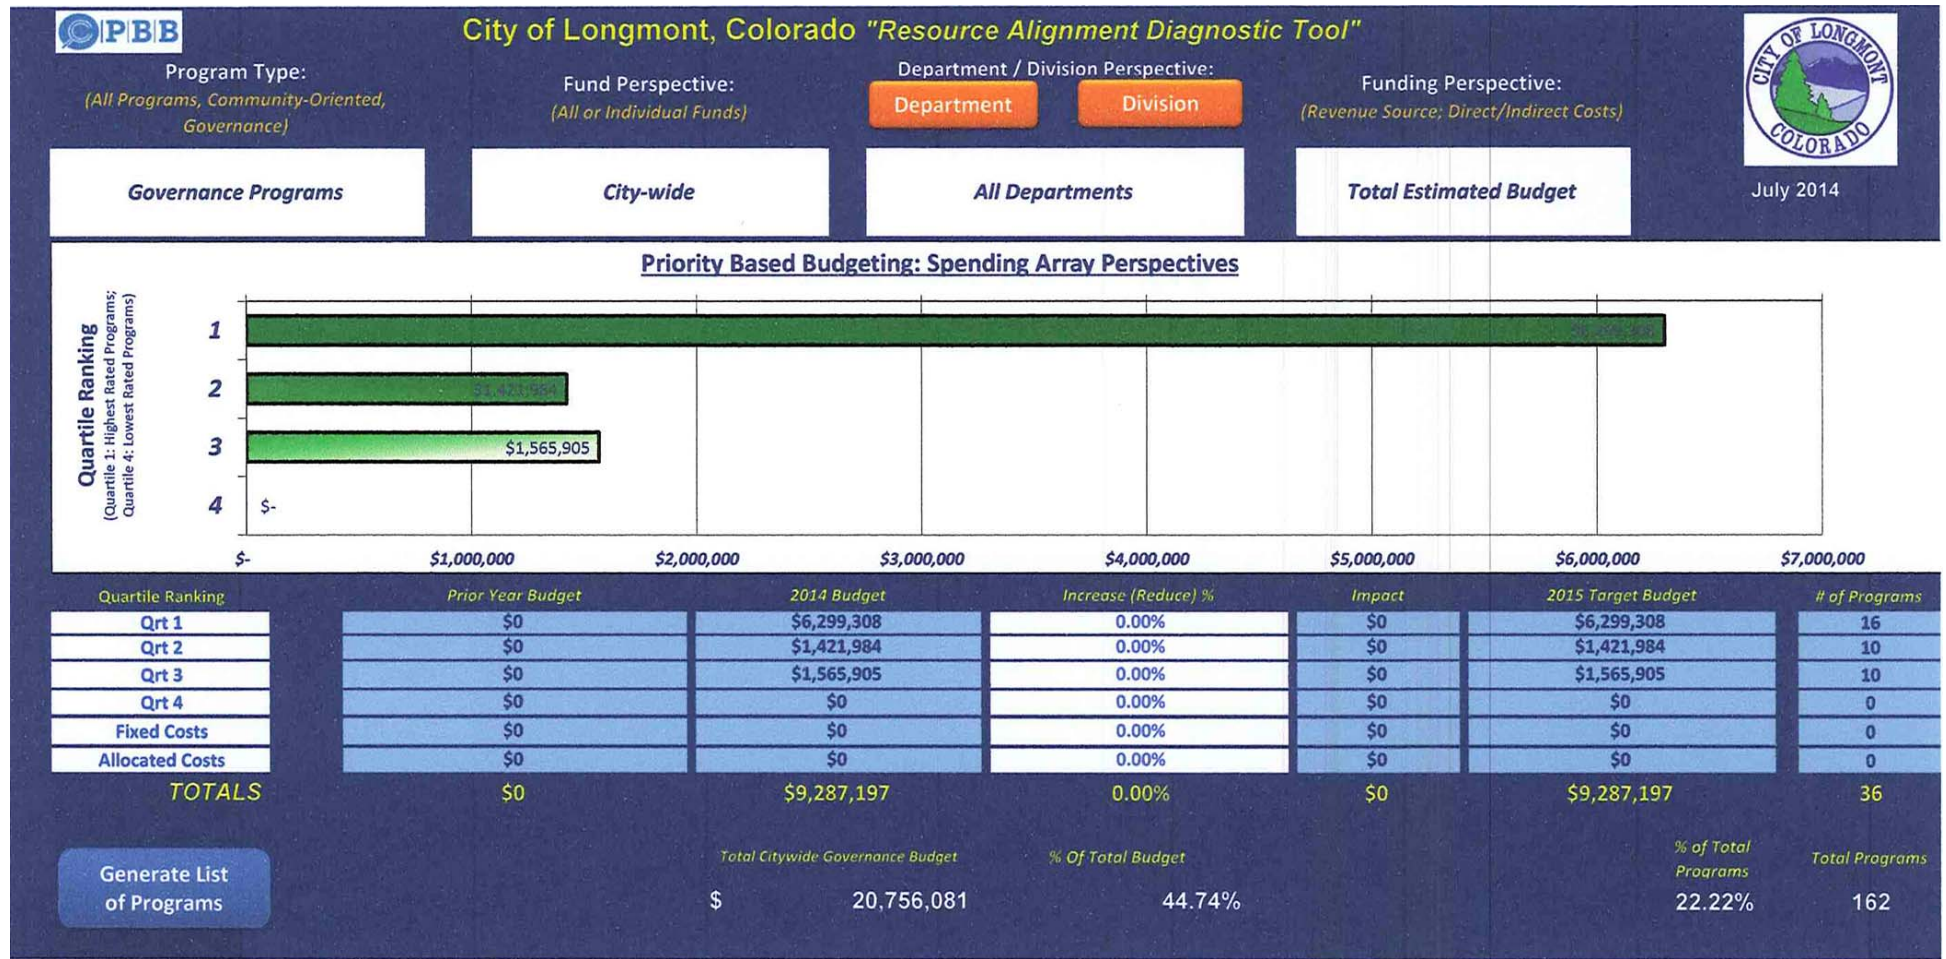 PBB
City of Longmont, Colorado "Resource Alignment Diagnostic Tool"
Program Type:
(All Programs, Community-Oriented,
Governance)
Fund Perspective:
(All or Individual Funds)
Department / Division Perspective:
Department Division
Funding Perspective:
(Revenue Source; Direct/Indirect Costs)
CITY OF LONGMONT
COLORADO
July 2014
Governance Programs City-wide All Departments Total Estimated Budget
Priority Based Budgeting: Spending Array Perspectives
Quartile Ranking
(Quartile 1: Highest Rated Programs;
Quartile 4: Lowest Rated Programs)
1
2 $1,421,984
3 $1,565,905
4 $-
$- $1,000,000 $2,000,000 $3,000,000 $4,000,000 $5,000,000 $6,000,000 $7,000,000
Quartile Ranking Prior Year Budget 2014 Budget Increase (Reduce) % Impact 2015 Target Budget # of Programs
Qrt 1 $0 $6,299,308 0.00% $0 $6,299,308 16
Qrt 2 $0 $1,421,984 0.00% $0 $1,421,984 10
Qrt 3 $0 $1,565,905 0.00% $0 $1,565,905 10
Qrt 4 $0 $0 0.00% $0 $0 0
Fixed Costs $0 $0 0.00% $0 $0 0
Allocated Costs $0 $0 0.00% $0 $0 0
TOTALS $0 $9,287,197 0.00% $0 $9,287,197 36
Generate List
of Programs
Total Citywide Governance Budget % Of Total Budget
$ 20,756,081 44.74%
% of Total
Programs
Total Programs
22.22% 162